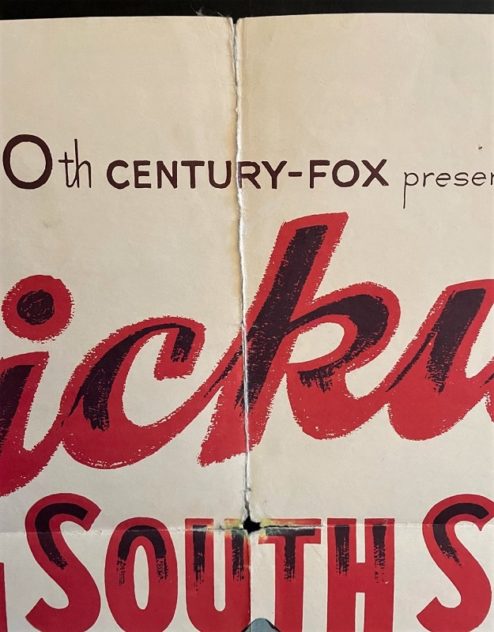 0th CENTURY-FOX presen
icku
SOUTH S